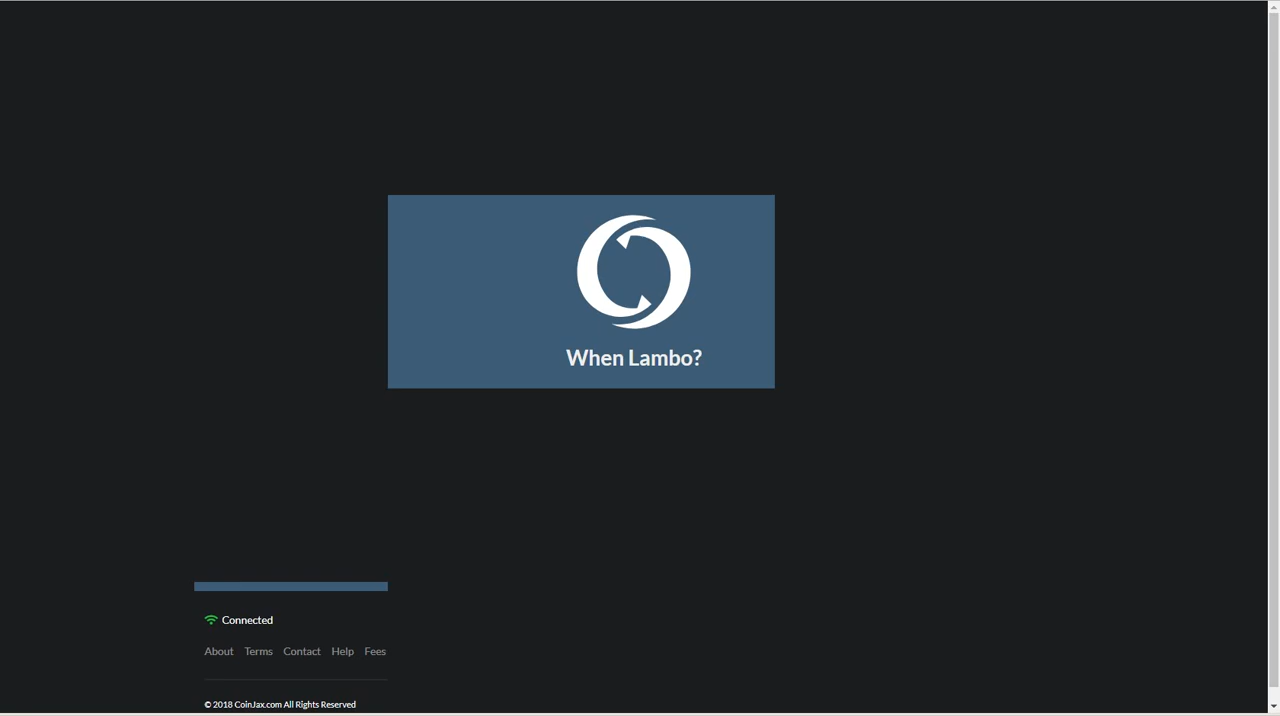 When Lambo?
Connected
About Terms Contact Help Fees
© 2018 CoinJax.com All Rights Reserved